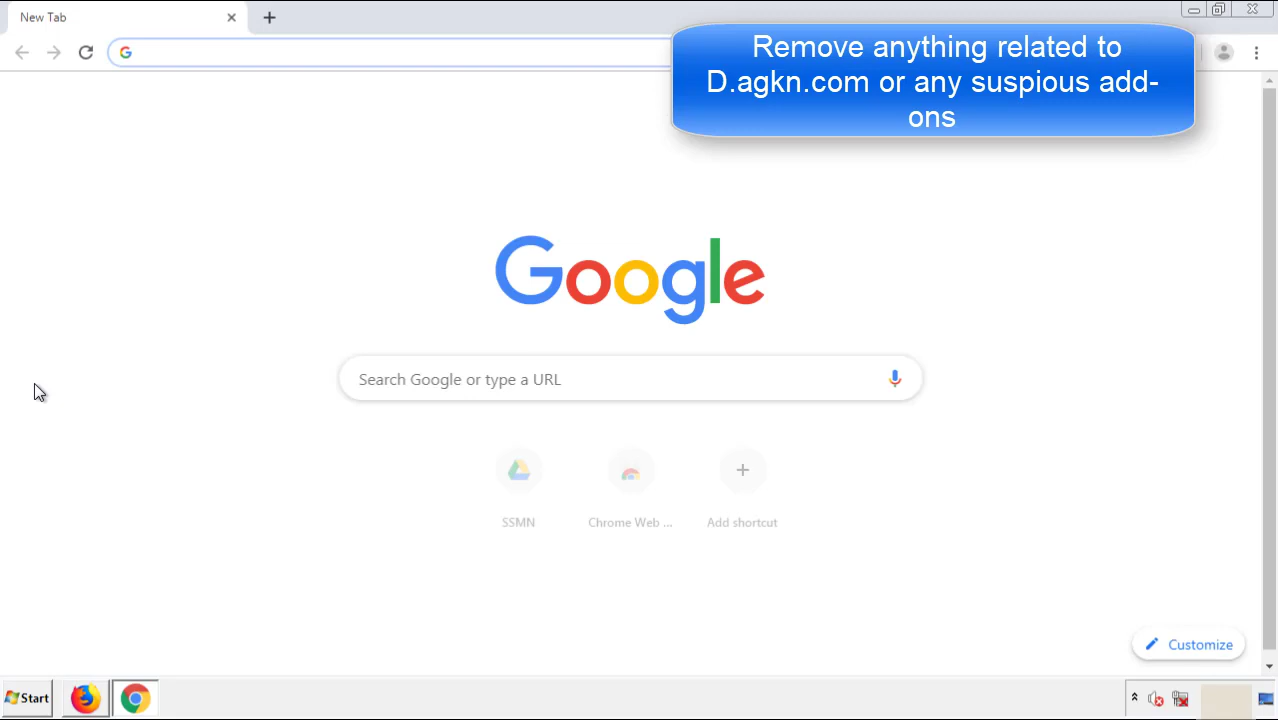 New Tab
Remove anything related to
D.agkn.com or any suspious add-
ons
Google
Search Google or type a URL
SSMN
Chrome Web ...
Add shortcut
Customize
Start